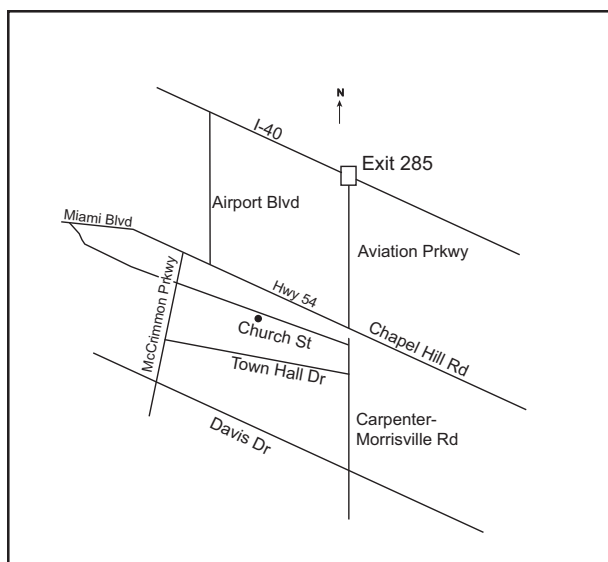 N
I-40
Exit 285
Airport Blvd
Miami Blvd
Aviation Prkwy
McCrimmon Prkwy
Hwy 54
Church St
Chapel Hill Rd
Town Hall Dr
Carpenter-
Morrisville Rd
Davis Dr